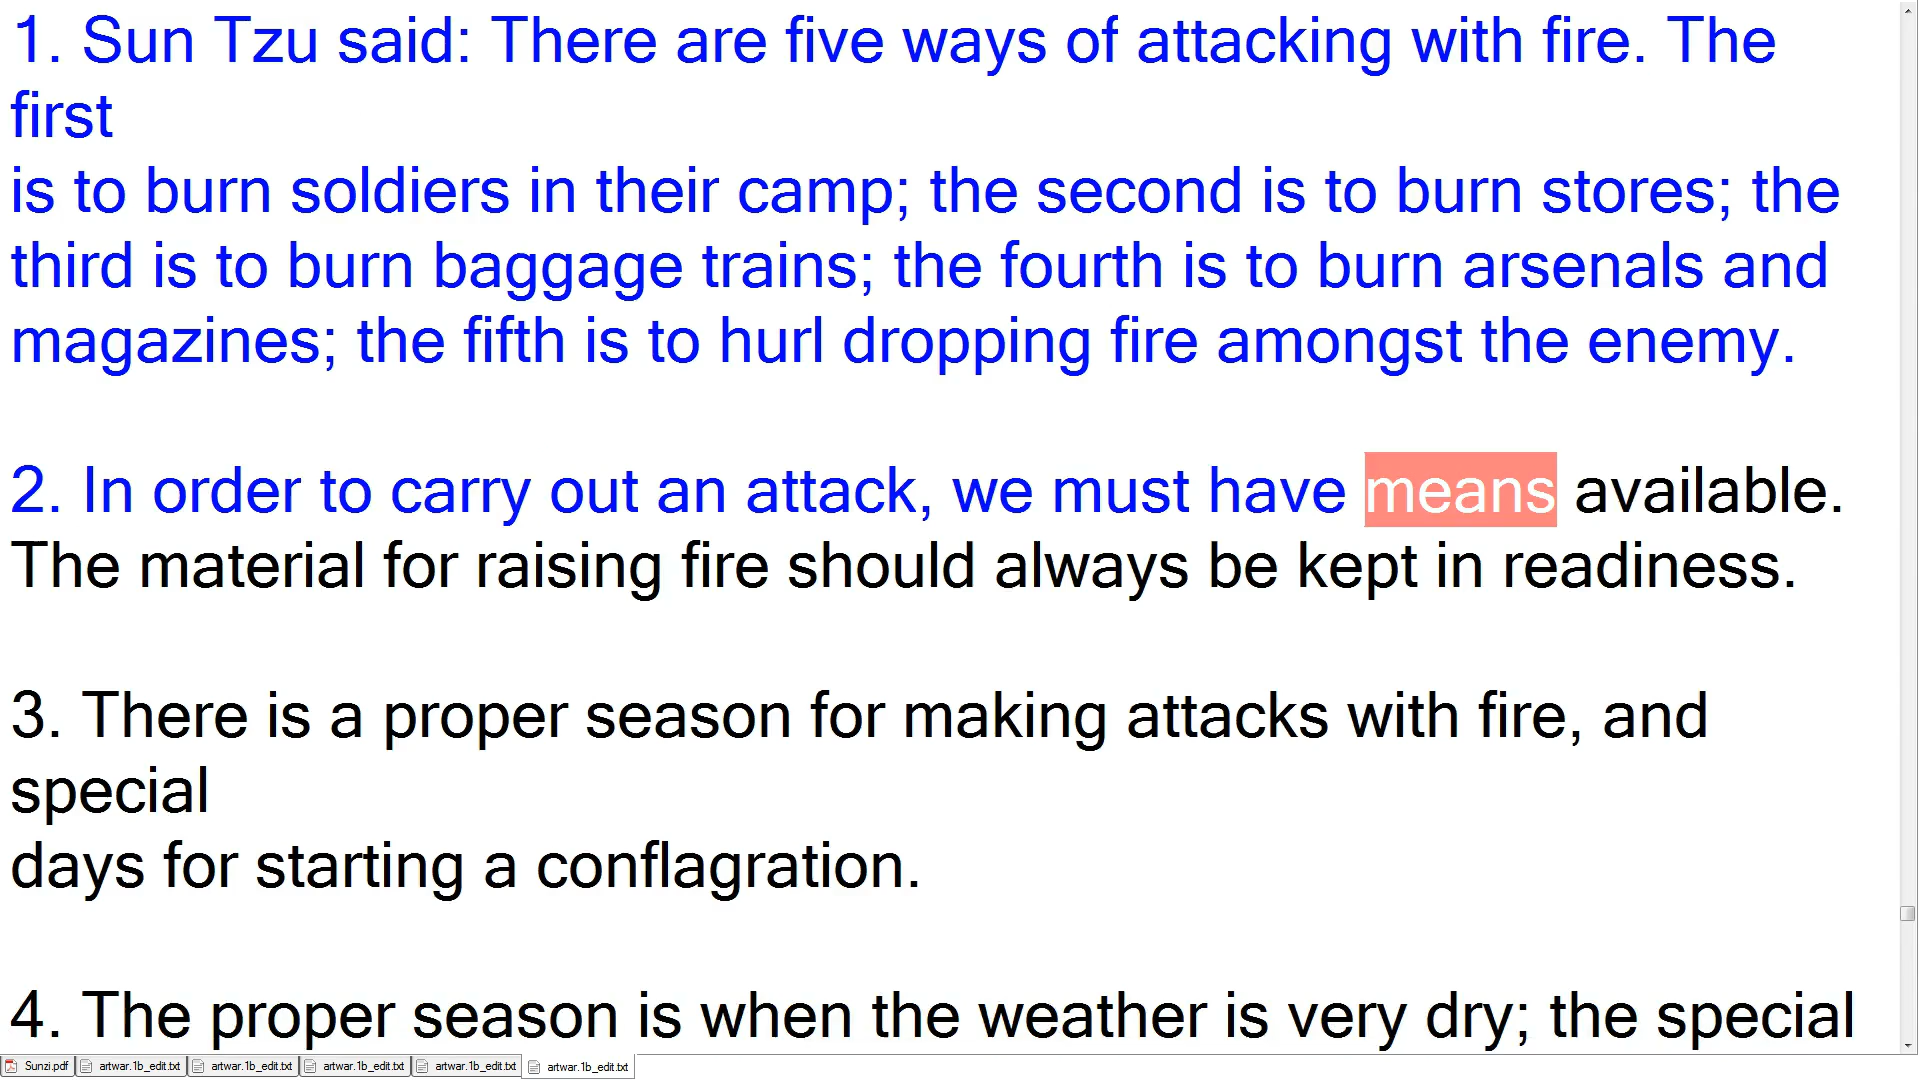 1. Sun Tzu said: There are five ways of attacking with fire. The
first
is to burn soldiers in their camp; the second is to burn stores; the
third is to burn baggage trains; the fourth is to burn arsenals and
magazines; the fifth is to hurl dropping fire amongst the enemy.
2. In order to carry out an attack, we must have means available.
The material for raising fire should always be kept in readiness.
3. There is a proper season for making attacks with fire, and
special
days for starting a conflagration.
4. The proper season is when the weather is very dry; the special
Sunzi.pdf artwar.1b_edit.txt artwar.1b_edit.txt artwar.1b_edit.txt artwar.1b_edit.txt artwar.1b_edit.txt